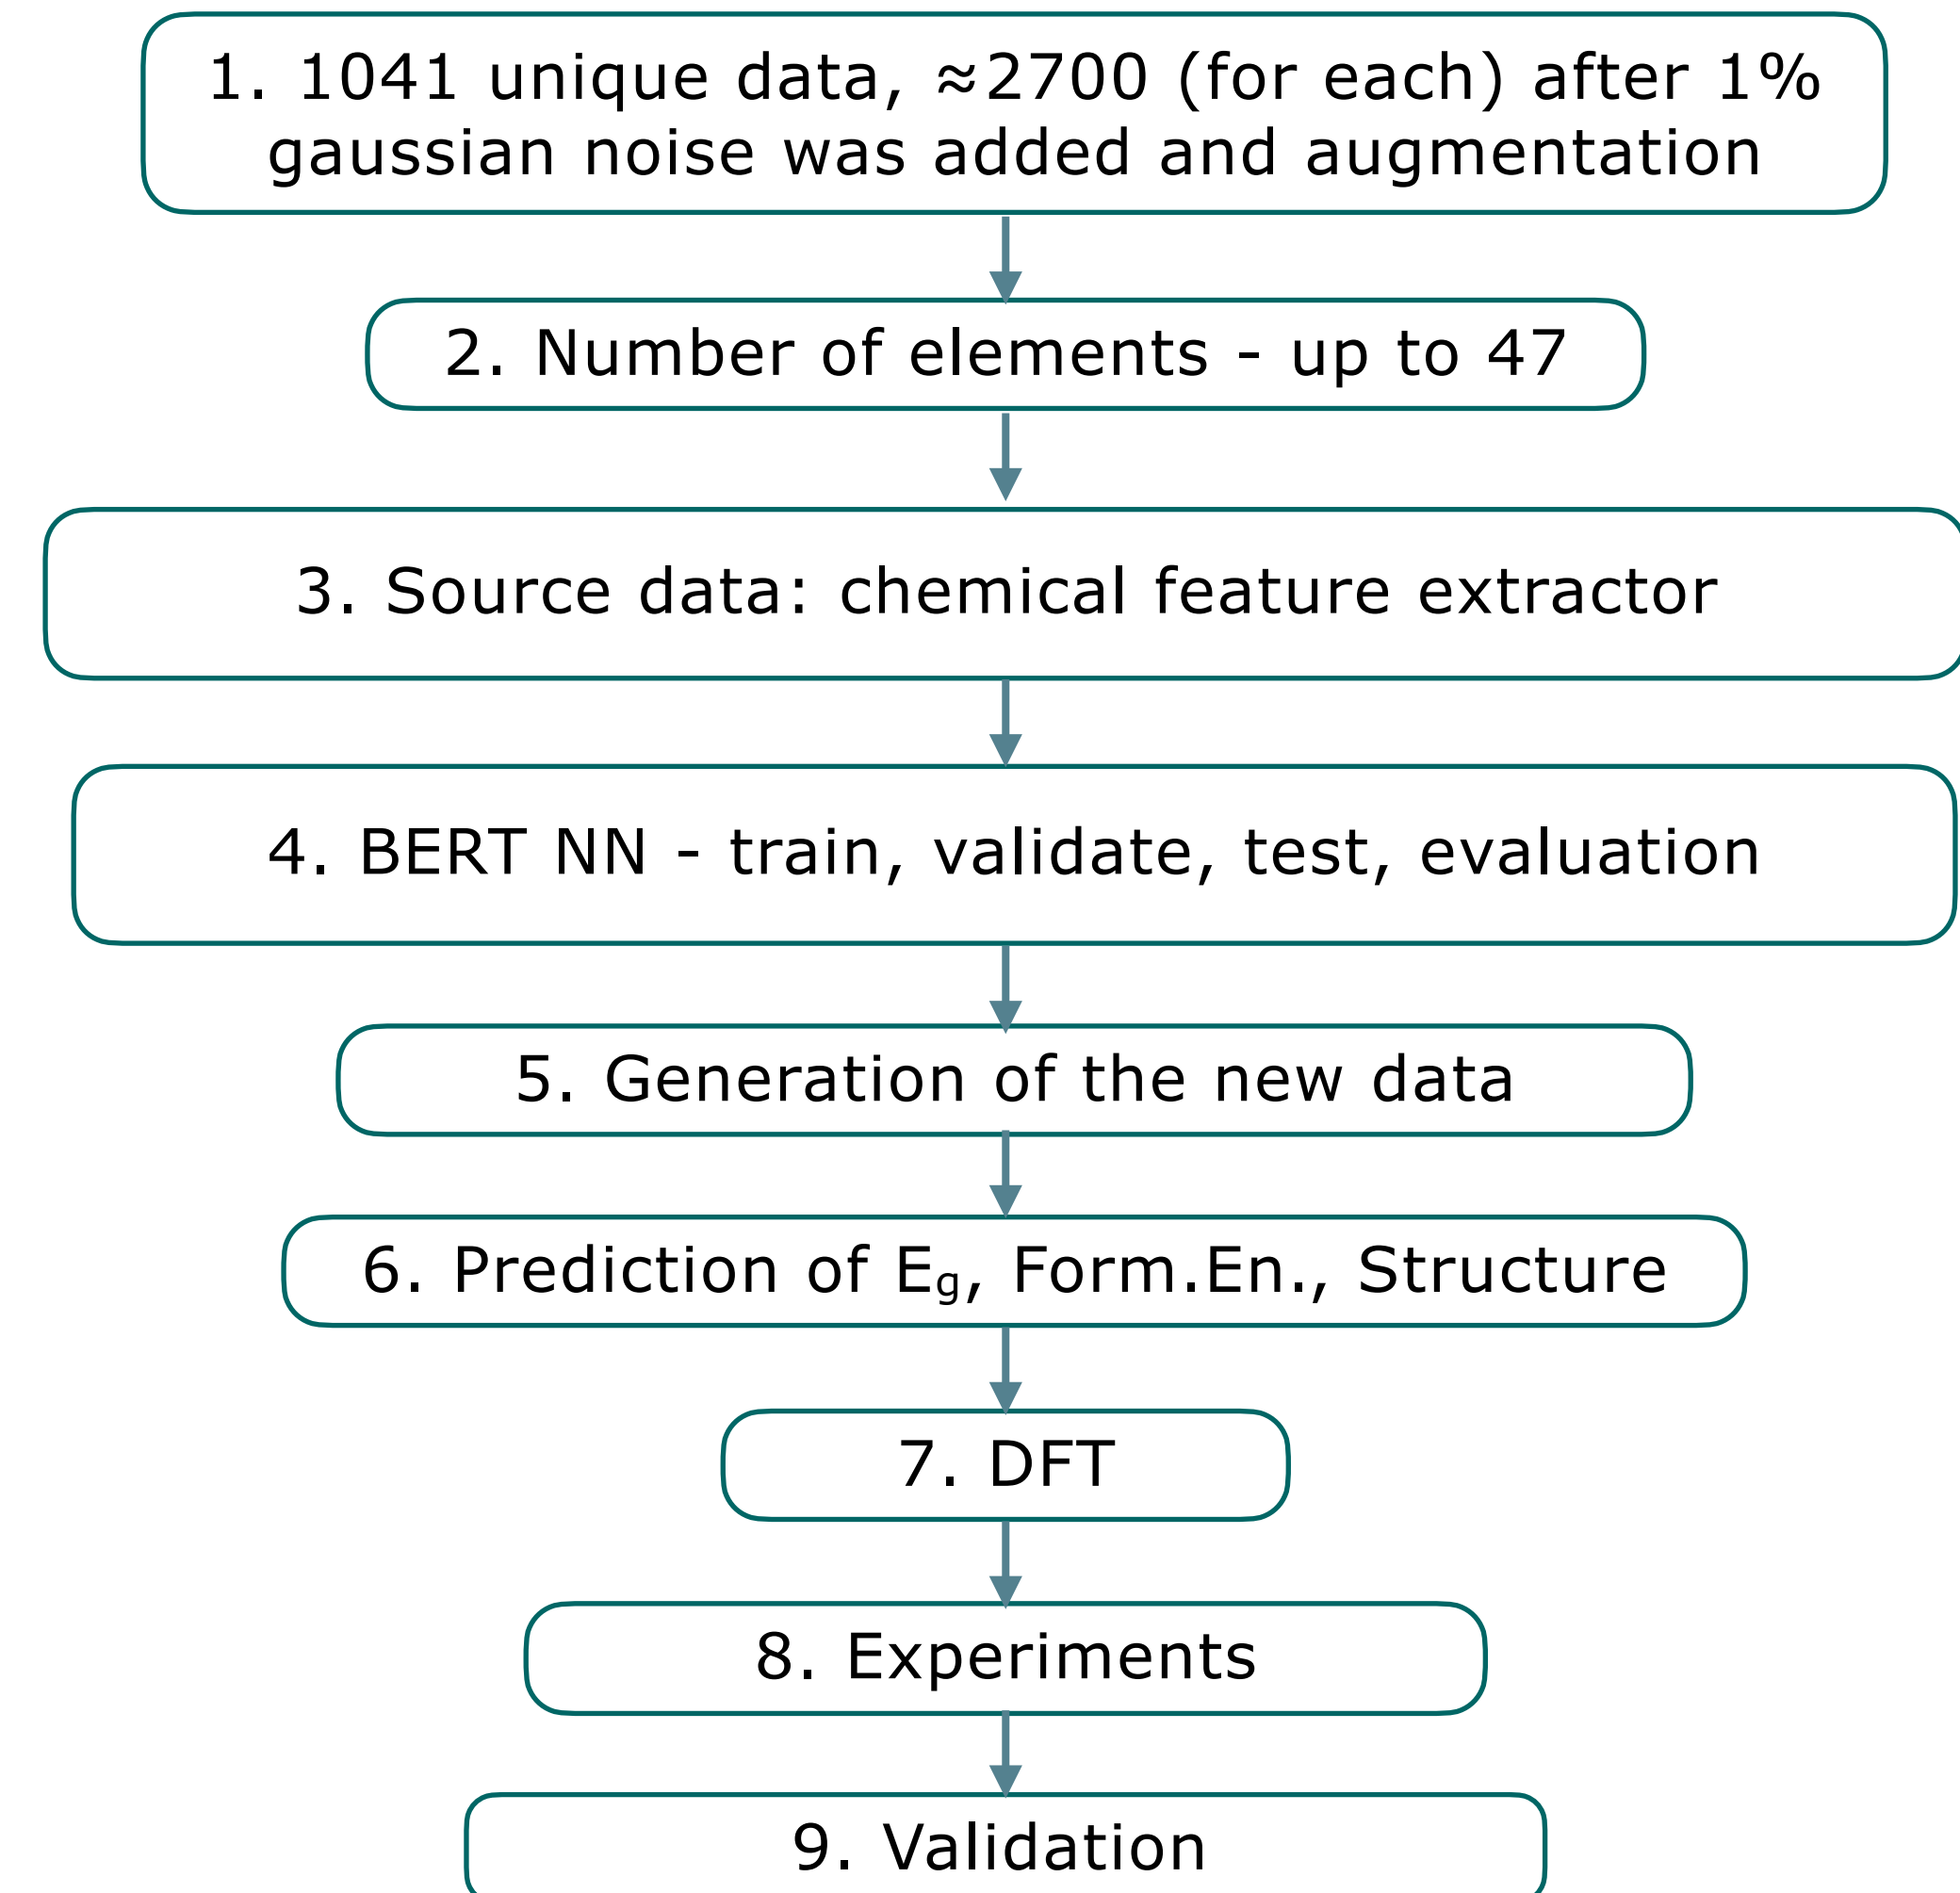 1. 1041 unique data, ≈2700 (for each) after 1%
gaussian noise was added and augmentation
2. Number of elements - up to 47
3. Source data: chemical feature extractor
4. BERT NN - train, validate, test, evaluation
5. Generation of the new data
6. Prediction of Eg, Form.En., Structure
7. DFT
8. Experiments
9. Validation